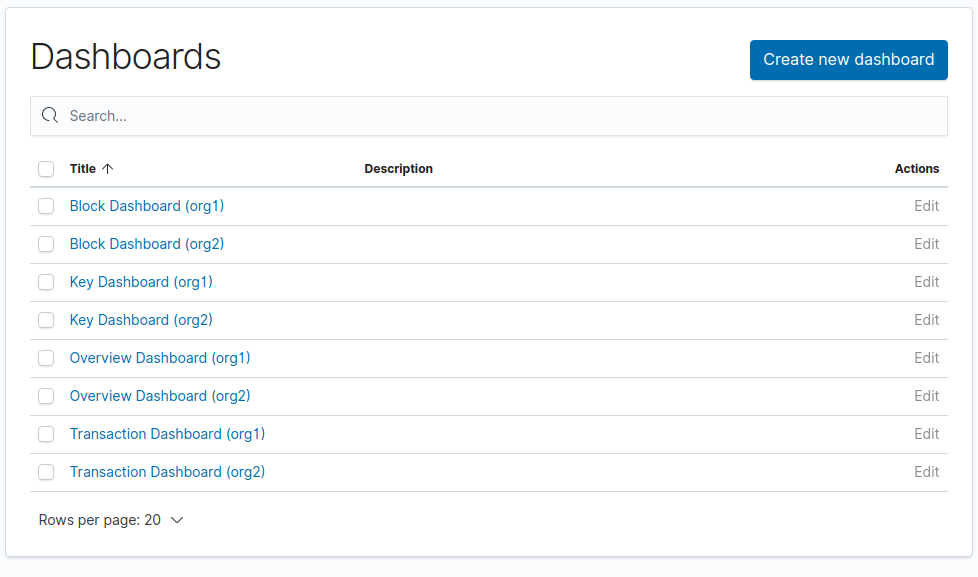 Dashboards
Create new dashboard
Search...
Title Description Actions
Block Dashboard (org1) Edit
Block Dashboard (org2) Edit
Key Dashboard (org1) Edit
Key Dashboard (org2) Edit
Overview Dashboard (org1) Edit
Overview Dashboard (org2) Edit
Transaction Dashboard (org1) Edit
Transaction Dashboard (org2) Edit
Rows per page: 20